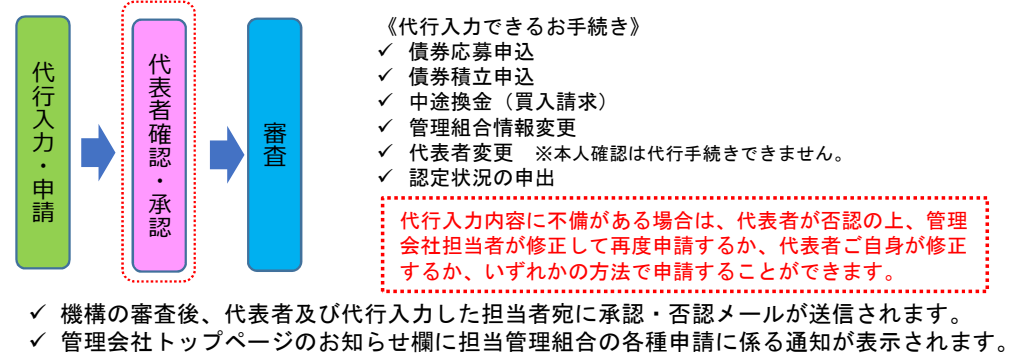 代行入力・申請
代表者確認・承認
審査
《代行入力できるお手続き》
✓ 債券応募申込
✓ 債券積立申込
✓ 中途換金（買入請求）
✓ 管理組合情報変更
✓ 代表者変更　※本人確認は代行手続きできません。
✓ 認定状況の申出
代行入力内容に不備がある場合は、代表者が否認の上、管理
会社担当者が修正して再度申請するか、代表者ご自身が修正
するか、いずれかの方法で申請することができます。
✓ 機構の審査後、代表者及び代行入力した担当者宛に承認・否認メールが送信されます。
✓ 管理会社トップページのお知らせ欄に担当管理組合の各種申請に係る通知が表示されます。